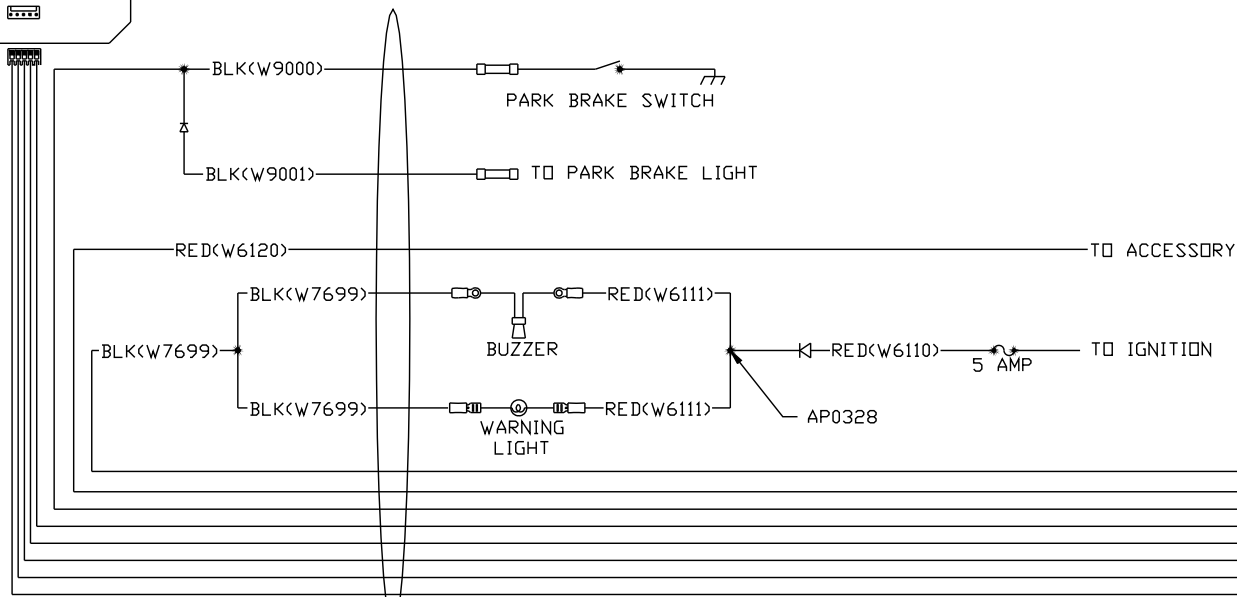 BLK(W9000)
PARK BRAKE SWITCH
BLK(W9001)
TO PARK BRAKE LIGHT
RED(W6120)
TO ACCESSORY
BLK(W7699)
RED(W6111)
BUZZER
BLK(W7699)
RED(W6110)
5 AMP
TO IGNITION
BLK(W7699)
RED(W6111)
AP0328
WARNING
LIGHT